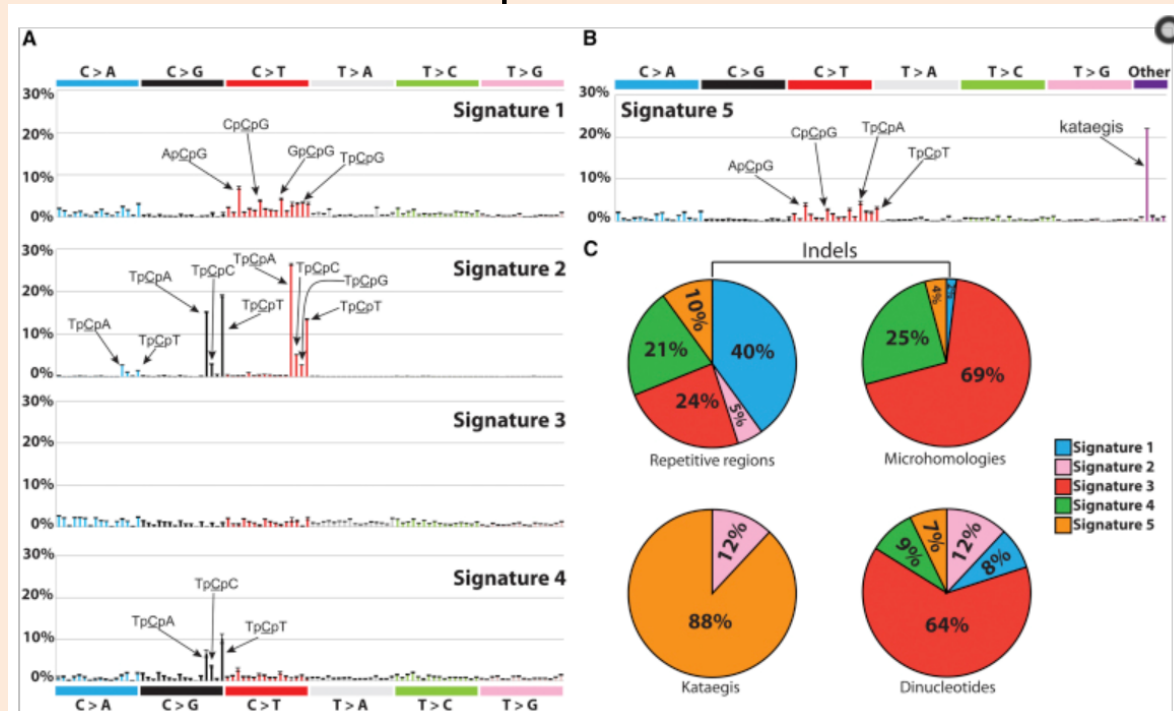 A
C > A C > G C > T T > A T > C T > G
30%
Signature 1
20%
CpCpG
ApCpG
GpCpG
TpCpG
10%
0%
30%
Signature 2
20%
TpCpA
TpCpC
TpCpA
TpCpC
TpCpG
TpCpT
TpCpT
10%
TpCpA
TpCpT
0%
30%
Signature 3
20%
10%
0%
30%
Signature 4
20%
TpCpC
TpCpA
TpCpT
10%
0%
C > A C > G C > T T > A T > C T > G
B
C > A C > G C > T T > A T > C T > G Other
30%
Signature 5
20%
CpCpG
TpCpA
kataegis
ApCpG
TpCpT
10%
0%
C
Indels
10%
40%
21%
24%
5%
Repetitive regions
4%
2%
25%
69%
Microhomologies
Signature 1
Signature 2
Signature 3
Signature 4
Signature 5
12%
88%
Kataegis
7%
12%
9%
8%
64%
Dinucleotides